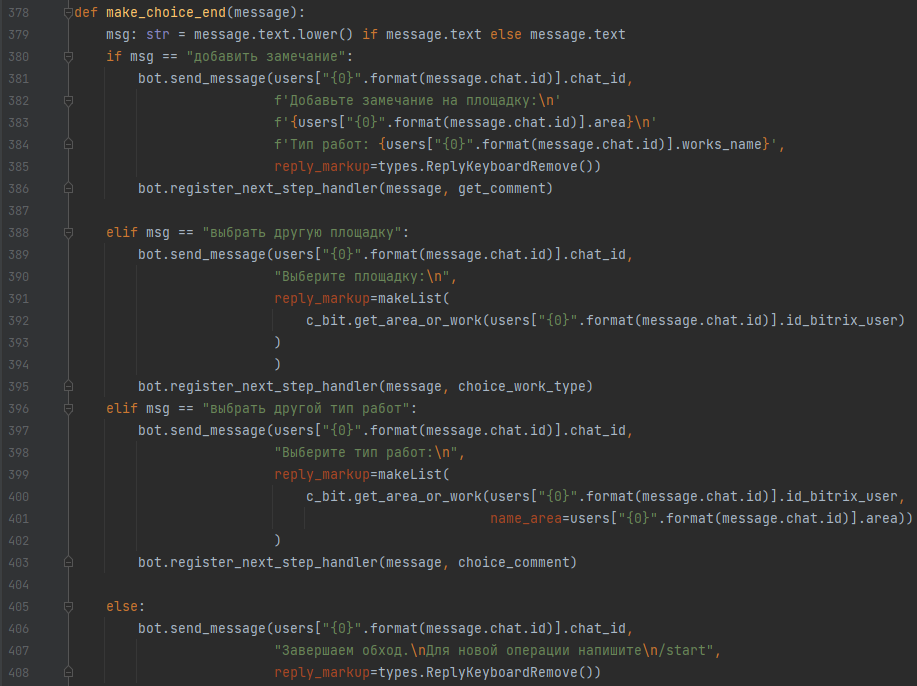 378 def make_choice_end(message):
379     msg: str = message.text.lower() if message.text else message.text
380     if msg == "добавить замечание":
381         bot.send_message(users["{0}".format(message.chat.id)].chat_id,
382                          f'Добавьте замечание на площадку:\n'
383                          f'{users["{0}".format(message.chat.id)].area}\n'
384                          f'Тип работ: {users["{0}".format(message.chat.id)].works_name}',
385                          reply_markup=types.ReplyKeyboardRemove())
386         bot.register_next_step_handler(message, get_comment)
387
388     elif msg == "выбрать другую площадку":
389         bot.send_message(users["{0}".format(message.chat.id)].chat_id,
390                          "Выберите площадку:\n",
391                          reply_markup=makeList(
392                              c_bit.get_area_or_work(users["{0}".format(message.chat.id)].id_bitrix_user)
393                          )
394                          )
395         bot.register_next_step_handler(message, choice_work_type)
396     elif msg == "выбрать другой тип работ":
397         bot.send_message(users["{0}".format(message.chat.id)].chat_id,
398                          "Выберите тип работ:\n",
399                          reply_markup=makeList(
400                              c_bit.get_area_or_work(users["{0}".format(message.chat.id)].id_bitrix_user,
401                                                     name_area=users["{0}".format(message.chat.id)].area))
402                          )
403         bot.register_next_step_handler(message, choice_comment)
404
405     else:
406         bot.send_message(users["{0}".format(message.chat.id)].chat_id,
407                          "Завершаем обход.\nДля новой операции напишите\n/start",
408                          reply_markup=types.ReplyKeyboardRemove())